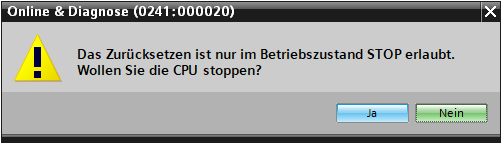 Online & Diagnose (0241:000020)
Das Zurücksetzen ist nur im Betriebszustand STOP erlaubt.
Wollen Sie die CPU stoppen?
Ja
Nein